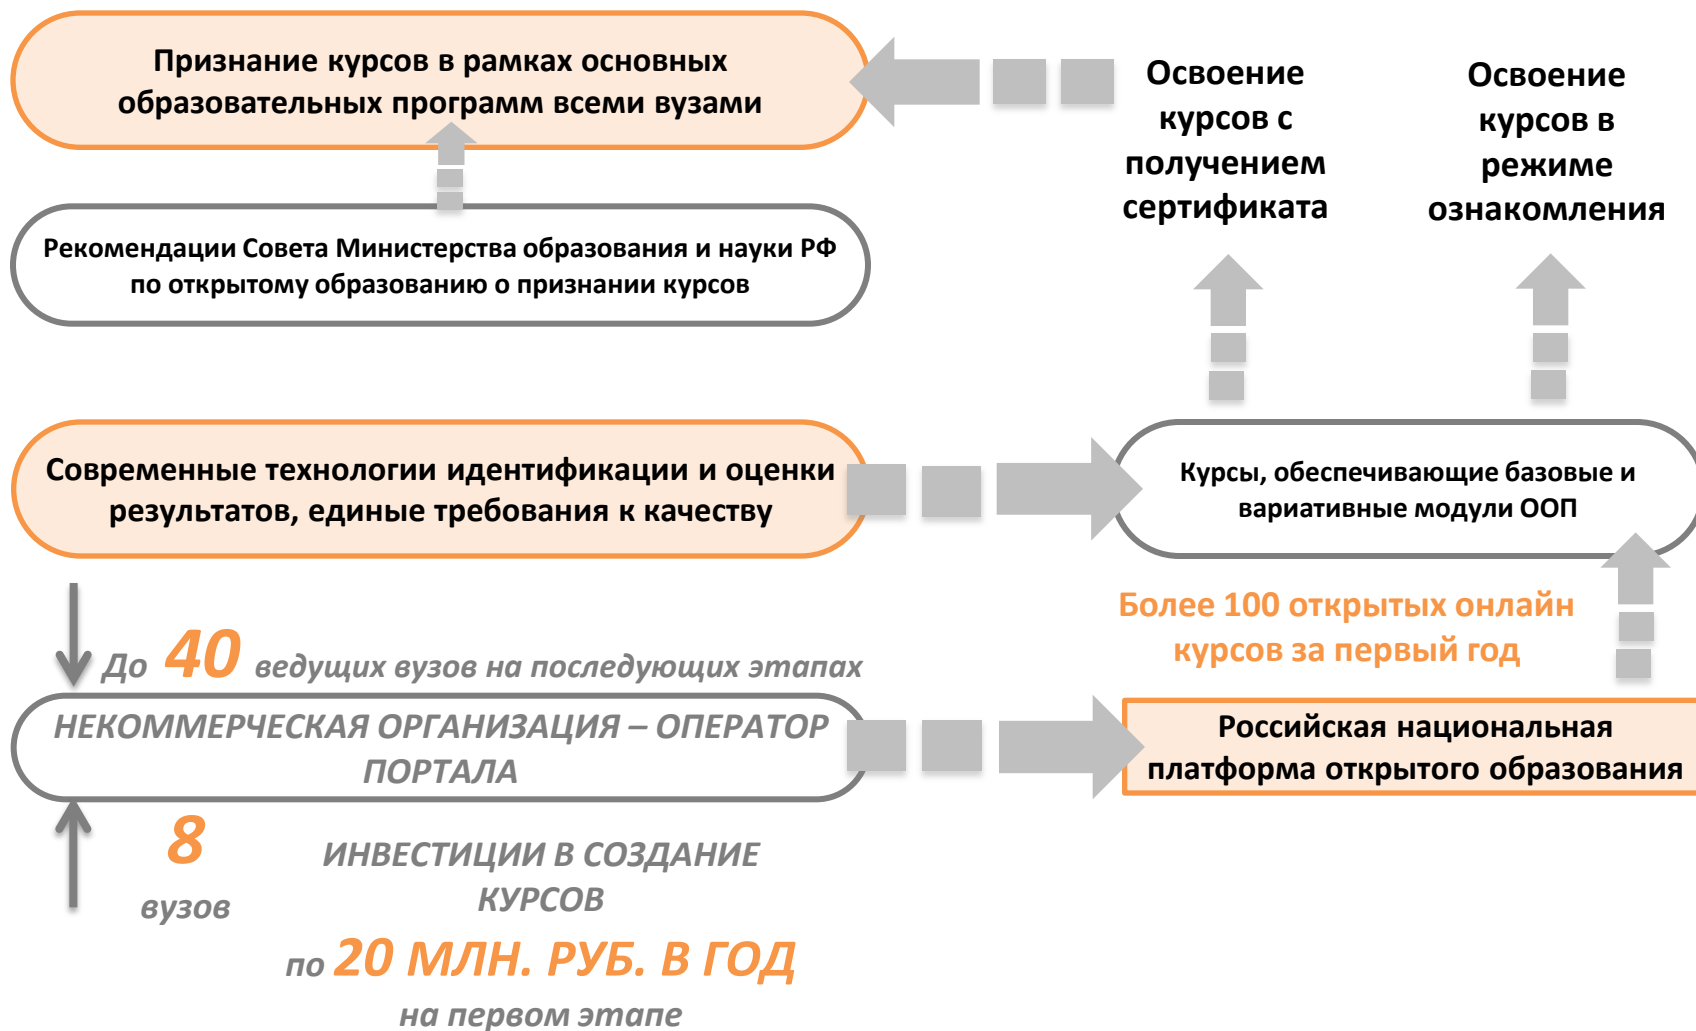 Признание курсов в рамках основных
образовательных программ всеми вузами
Рекомендации Совета Министерства образования и науки РФ
по открытому образованию о признании курсов
Освоение
курсов с
получением
сертификата
Освоение
курсов в
режиме
ознакомления
Современные технологии идентификации и оценки
результатов, единые требования к качеству
Курсы, обеспечивающие базовые и
вариативные модули ООП
До 40 ведущих вузов на последующих этапах
НЕКОММЕРЧЕСКАЯ ОРГАНИЗАЦИЯ – ОПЕРАТОР
ПОРТАЛА
Более 100 открытых онлайн
курсов за первый год
Российская национальная
платформа открытого образования
8
вузов
ИНВЕСТИЦИИ В СОЗДАНИЕ
КУРСОВ
по 20 МЛН. РУБ. В ГОД
на первом этапе